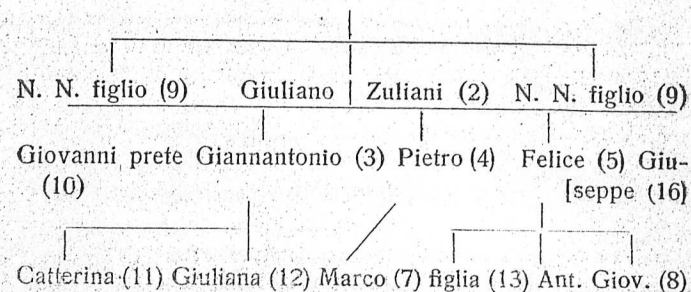 N. N. figlio (9) Giuliano Zuliani (2) N. N. figlio (9)
Giovanni prete Giannantonio (3) Pietro (4) Felice (5) Giu-
(10) [seppe (16)
Catterina (11) Giuliana (12) Marco (7) figlia (13) Ant. Giov. (8)